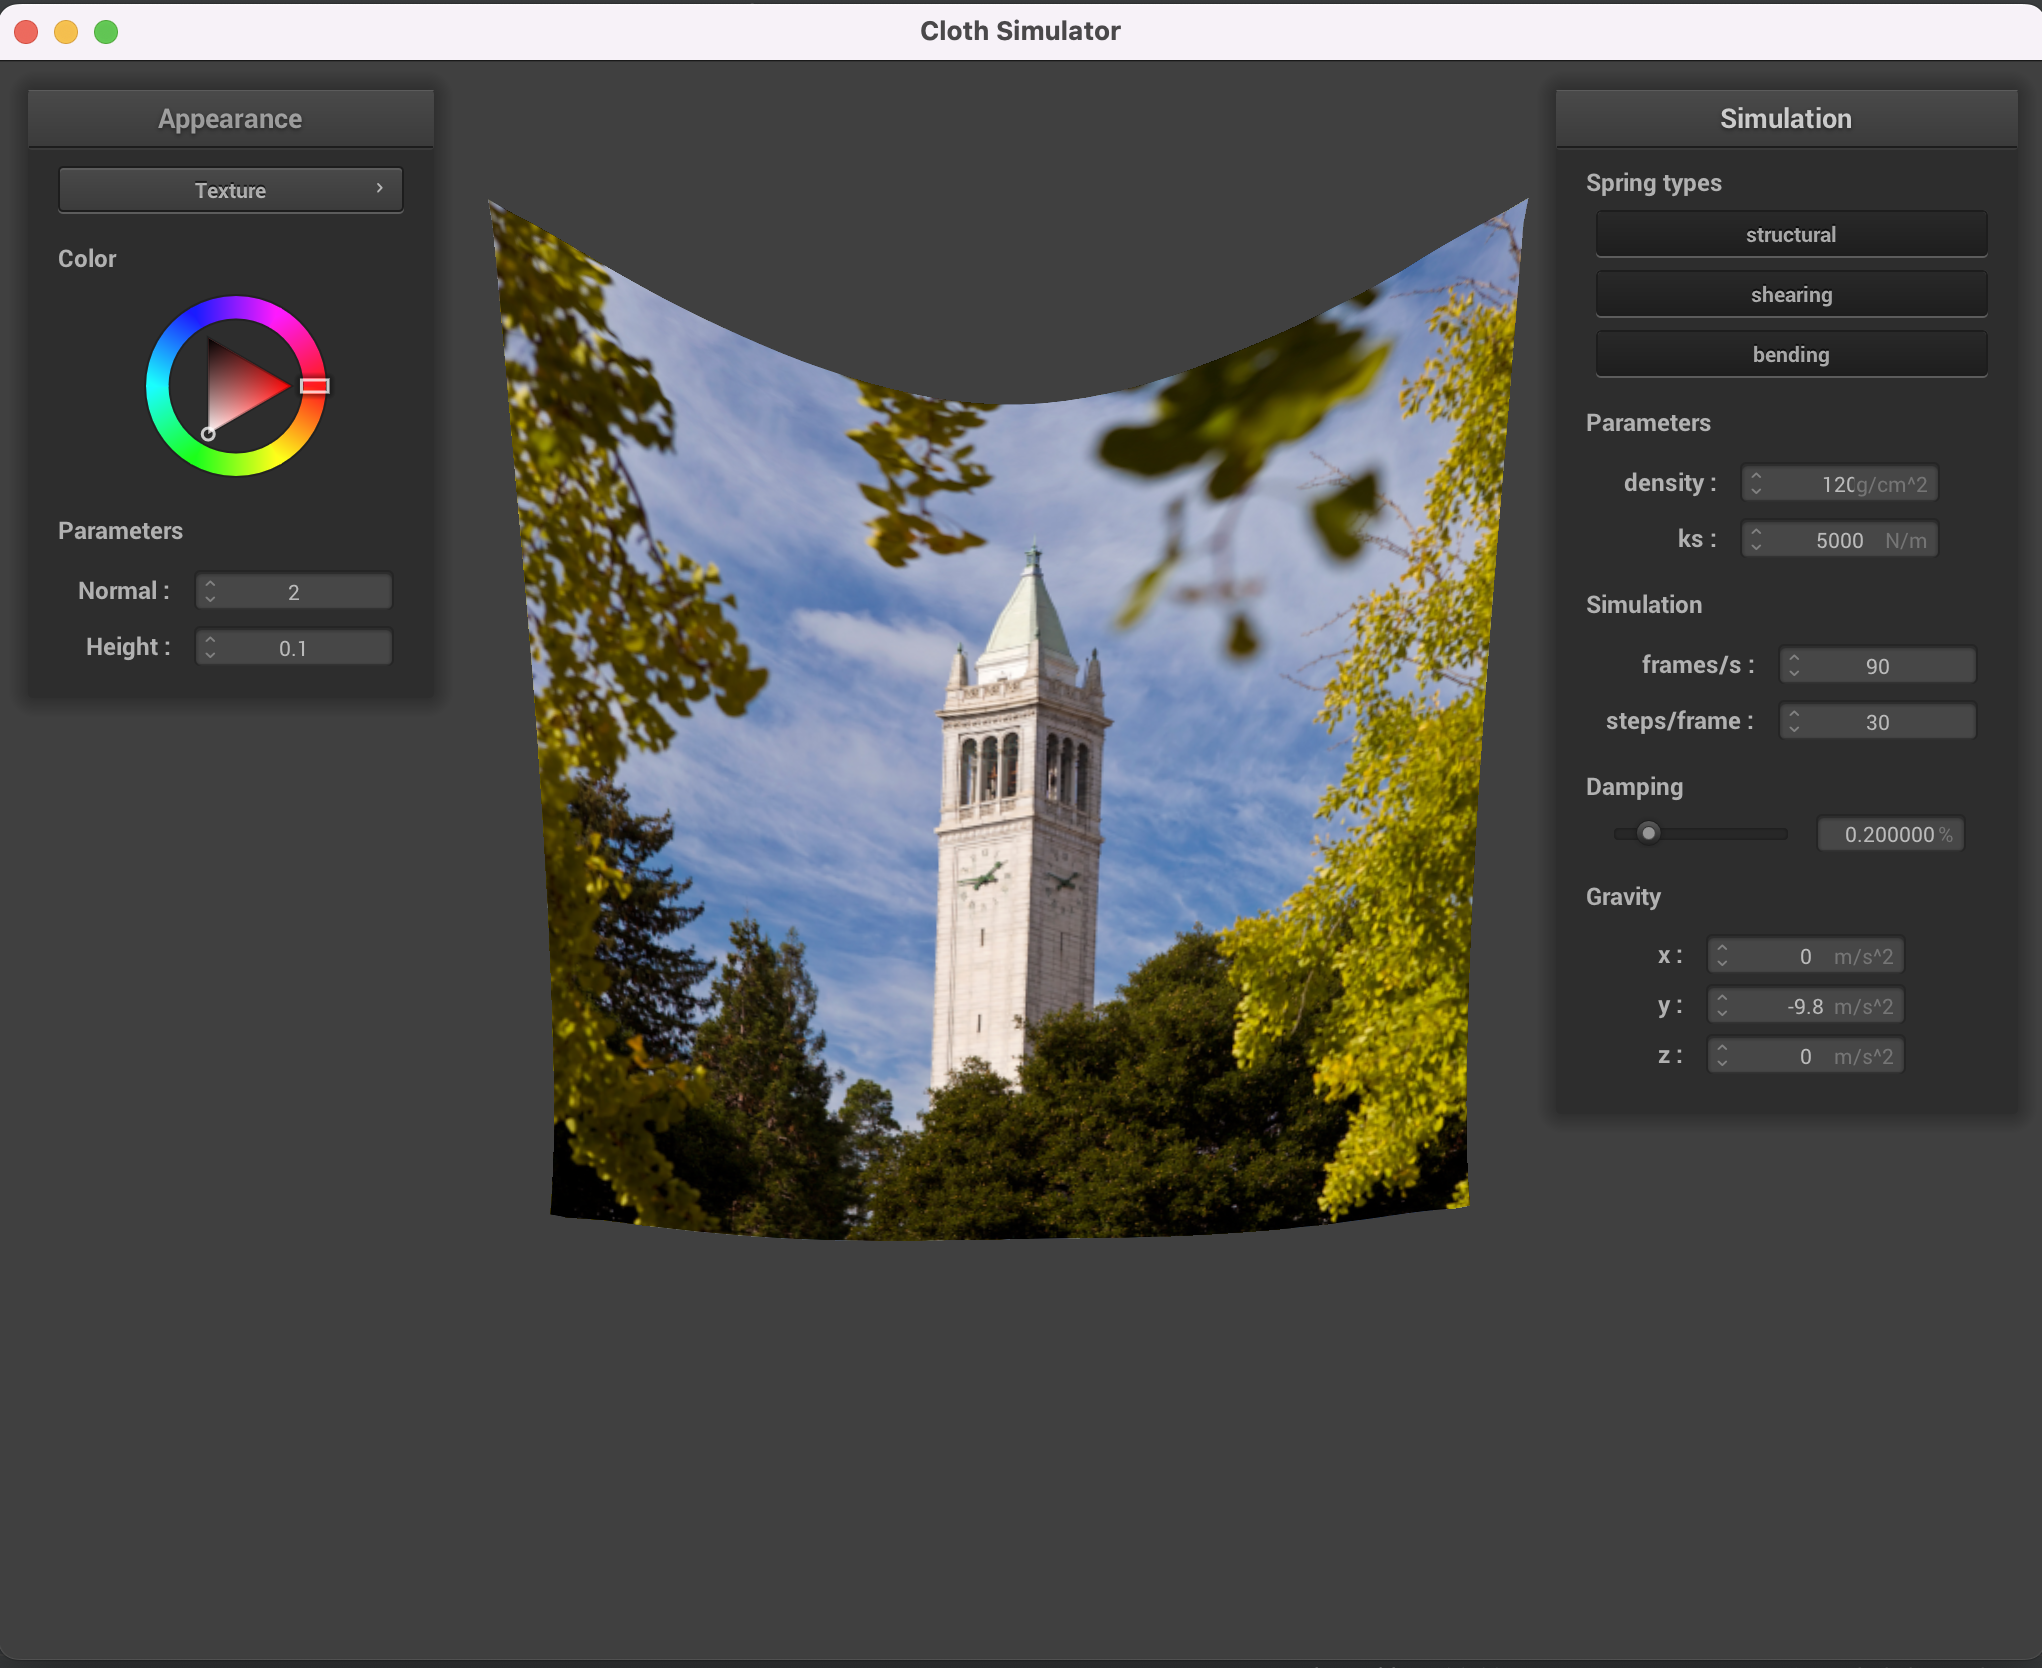 Cloth Simulator
Appearance
Texture
Color
Parameters
Normal : 2
Height : 0.1
Simulation
Spring types
structural
shearing
bending
Parameters
density : g/cm^2
ks : 5000 N/m
Simulation
frames/s : 90
steps/frame : 30
Damping
0.200000 %
Gravity
x : 0 m/s^2
y : -9.8 m/s^2
z : 0 m/s^2